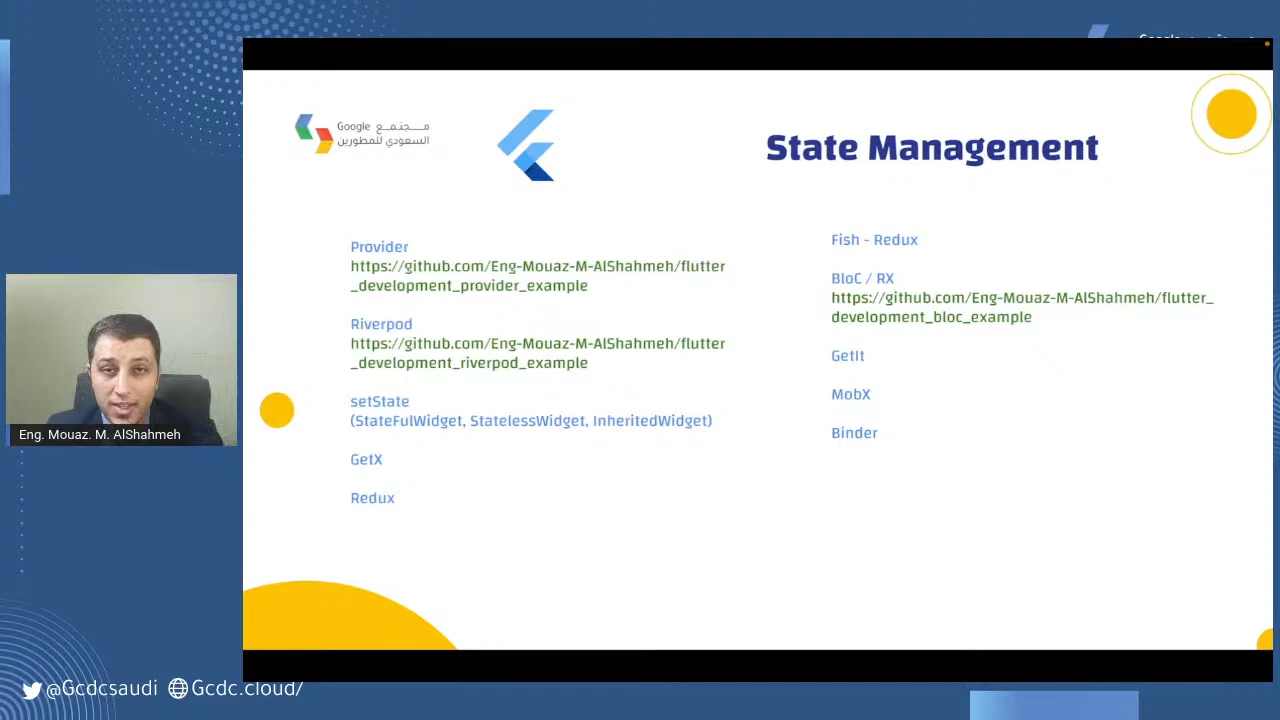 Google
Google مجتمع
السعودي للمطورين
State Management
Provider
https://github.com/Eng-Mouaz-M-AlShahmeh/flutter
_development_provider_example
Riverpod
https://github.com/Eng-Mouaz-M-AlShahmeh/flutter
_development_riverpod_example
setState
(StateFulWidget, StatelessWidget, InheritedWidget)
GetX
Redux
Fish - Redux
BloC / RX
https://github.com/Eng-Mouaz-M-AlShahmeh/flutter_
development_bloc_example
GetIt
MobX
Binder
Eng. Mouaz. M. AlShahmeh
@Gcdcsaudi Gcdc.cloud/